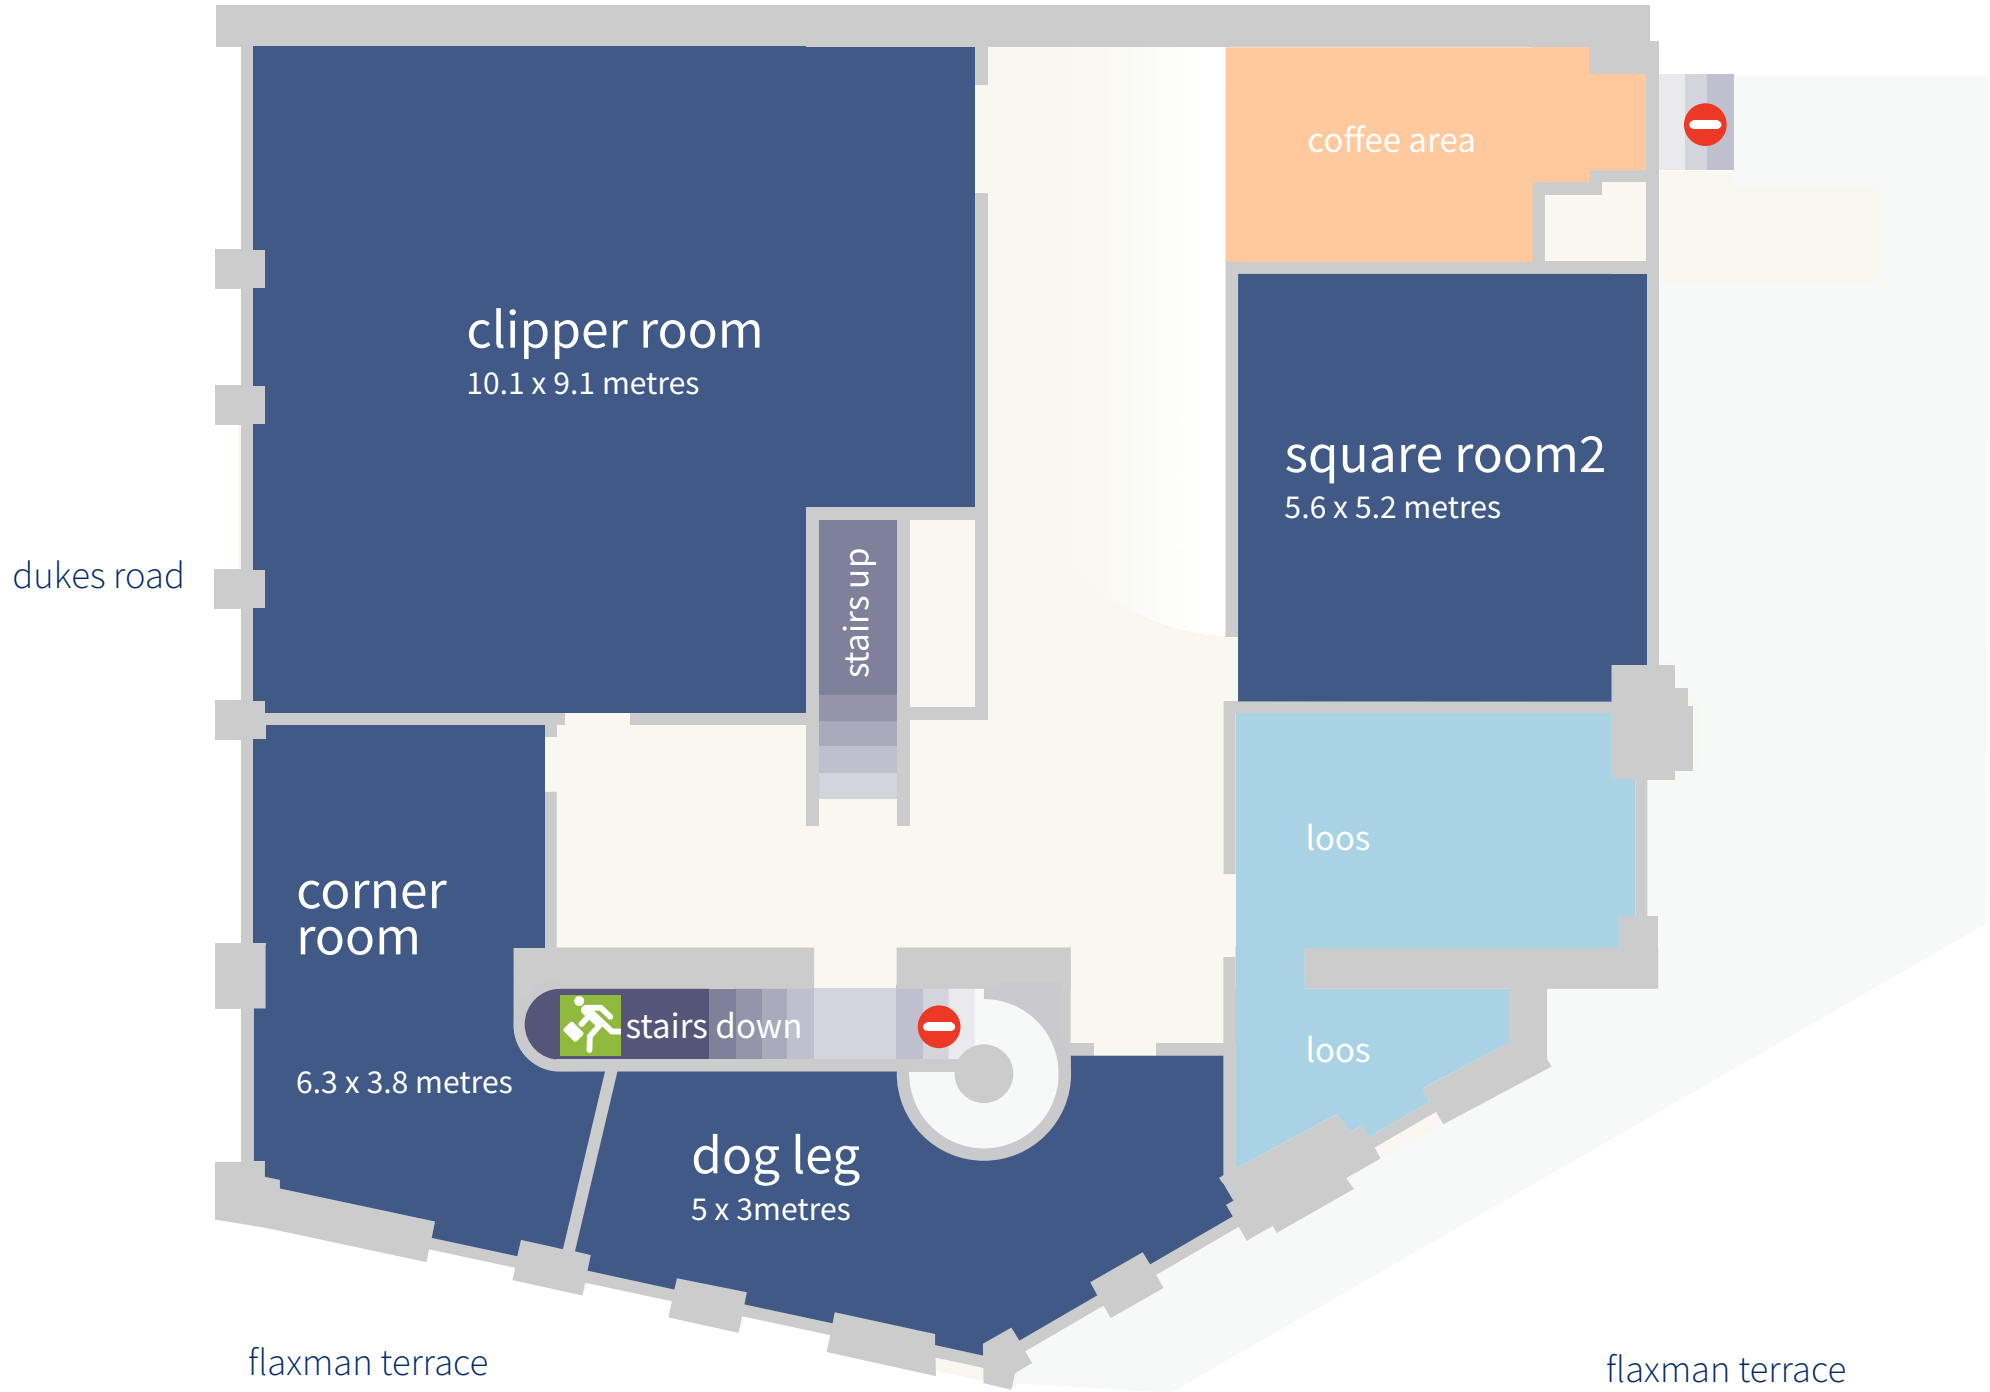 coffee area
clipper room
10.1 x 9.1 metres
square room2
5.6 x 5.2 metres
dukes road
stairs up
loos
corner
room
stairs down
loos
6.3 x 3.8 metres
dog leg
5 x 3metres
flaxman terrace
flaxman terrace